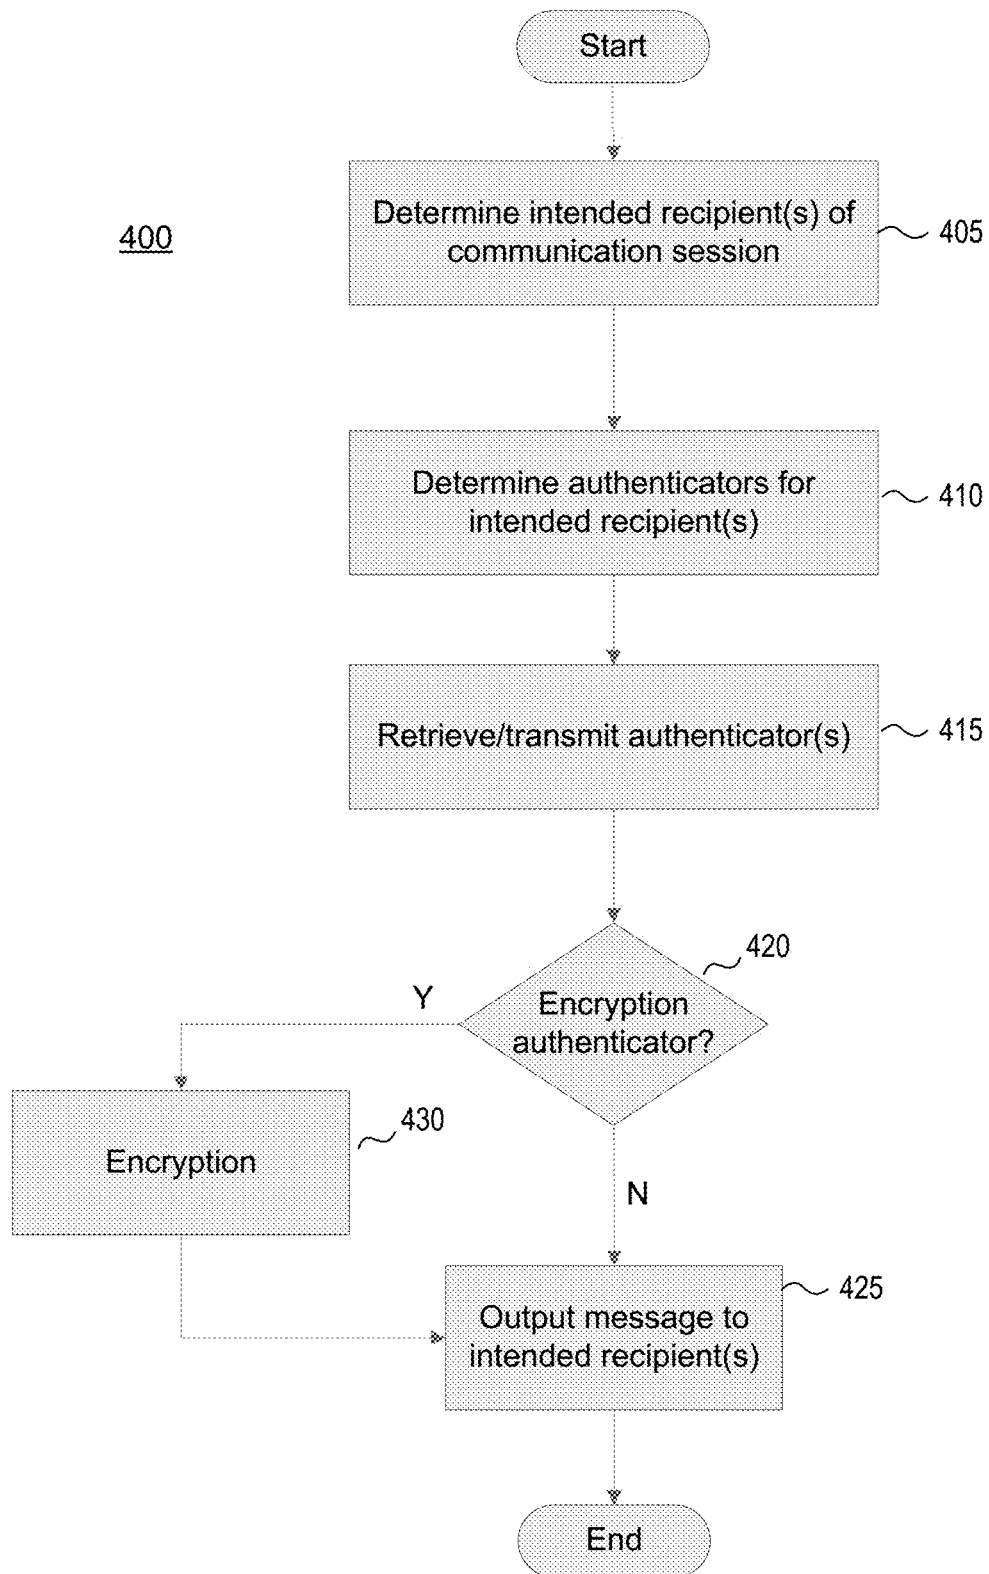 Start
400
Determine intended recipient(s) of
communication session
405
Determine authenticators for
intended recipient(s)
410
Retrieve/transmit authenticator(s)
415
420
Encryption
authenticator?
Y
430
Encryption
N
425
Output message to
intended recipient(s)
End